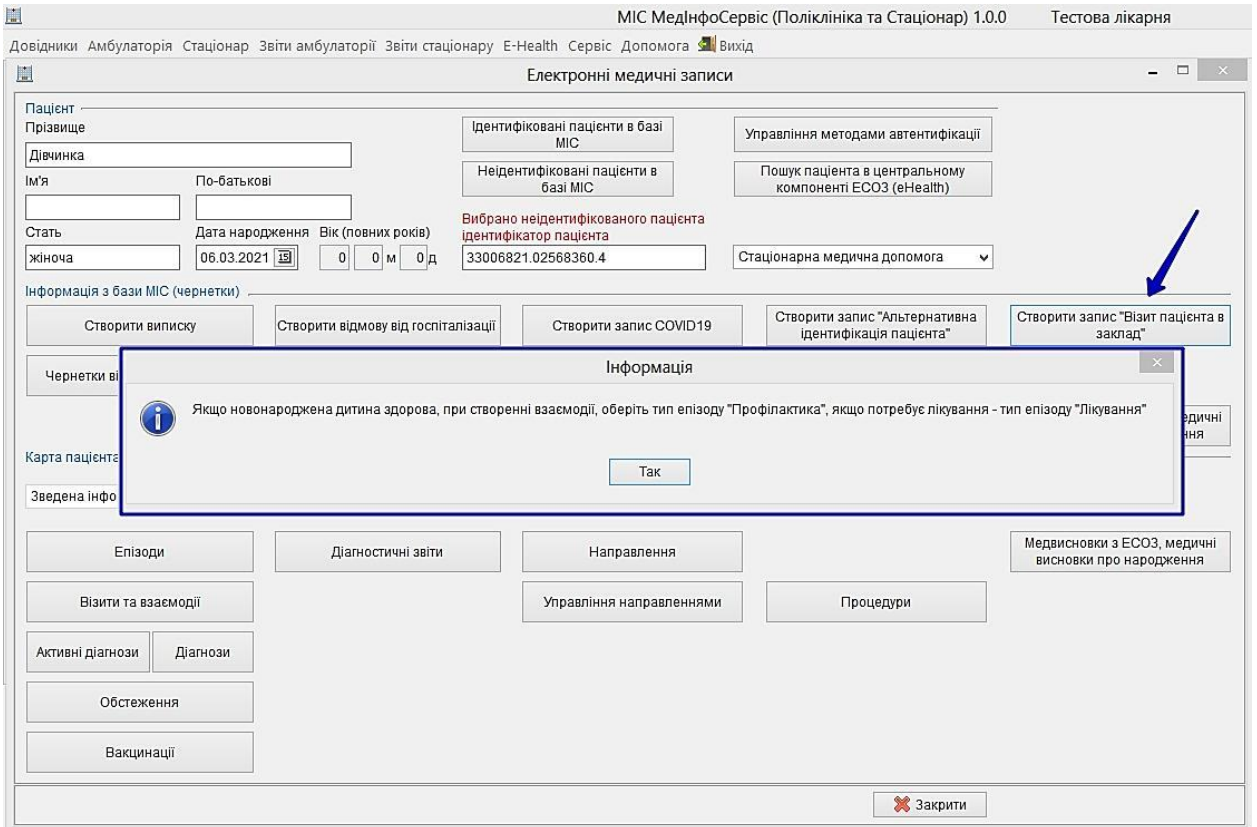 МІС МедІнфоСервіс (Поліклініка та Стаціонар) 1.0.0 Тестова лікарня
Довідники Амбулаторія Стаціонар Звіти амбулаторії Звіти стаціонару E-Health Сервіс Допомога Вихід
Електронні медичні записи
Пацієнт
Прізвище
Дівчинка
Ім'я По-батькові
Стать Дата народження Вік (повних років)
жіноча 06.03.2021 15 0 0 м 0 д
Ідентифіковані пацієнти в базі
МІС
Управління методами автентифікації
Неідентифіковані пацієнти в
базі МІС
Пошук паціента в центральному
компоненті ЕСОЗ (eHealth)
Вибрано неідентифікованого пацієнта
ідентифікатор пацієнта
33006821.02568360.4
Стаціонарна медична допомога
Інформація з бази МІС (чернетки)
Створити виписку
Створити відмову від госпіталізації
Створити запис COVID19
Створити запис "Альтернативна
ідентифікація пацієнта"
Створити запис "Візит пацієнта в
заклад"
Чернетки ві
Інформація
Якщо новонароджена дитина здорова, при створенні взаємодії, оберіть тип епізоду "Профілактика", якщо потребує лікування - тип епізоду "Лікування"
Так
едичні
ння
Карта пацієнта
Зведена інфо
Епізоди
Діагностичні звіти
Направлення
Медвисновки з ЕСОЗ, медичні
висновки про народження
Візити та взаємодії
Управління направленнями
Процедури
Активні діагнози
Діагнози
Обстеження
Вакцинації
Закрити